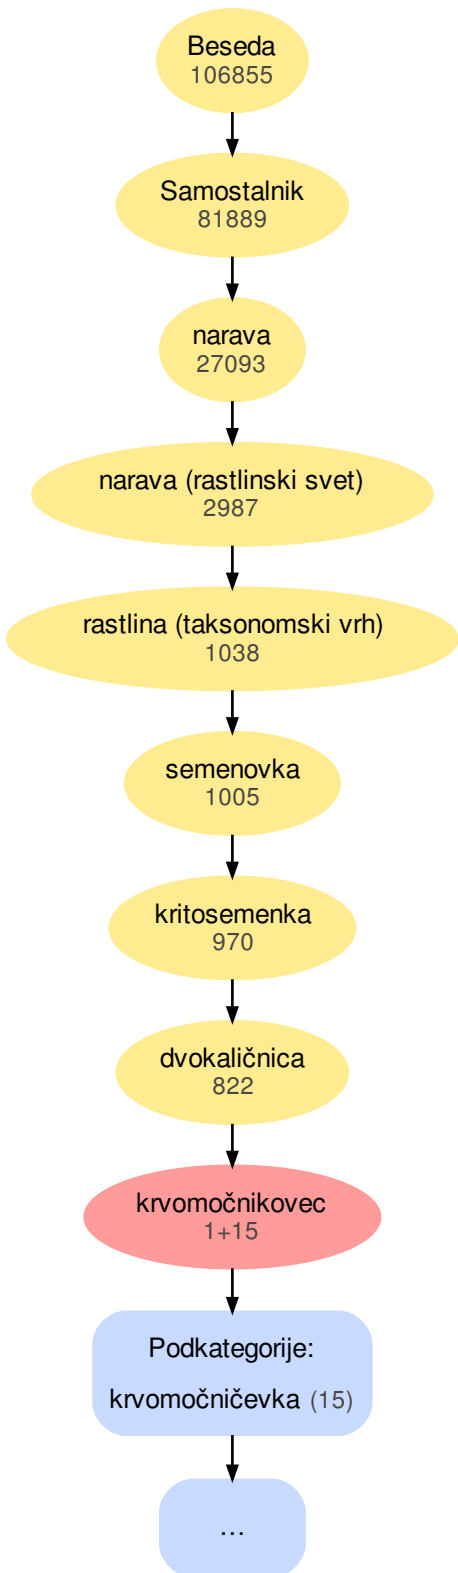 Beseda
106855
Samostalnik
81889
narava
27093
narava (rastlinski svet)
2987
rastlina (taksonomski vrh)
1038
semenovka
1005
kritosemenka
970
dvokaličnica
822
krvomočnikovec
1+15
Podkategorije:
krvomočničevka (15)
...